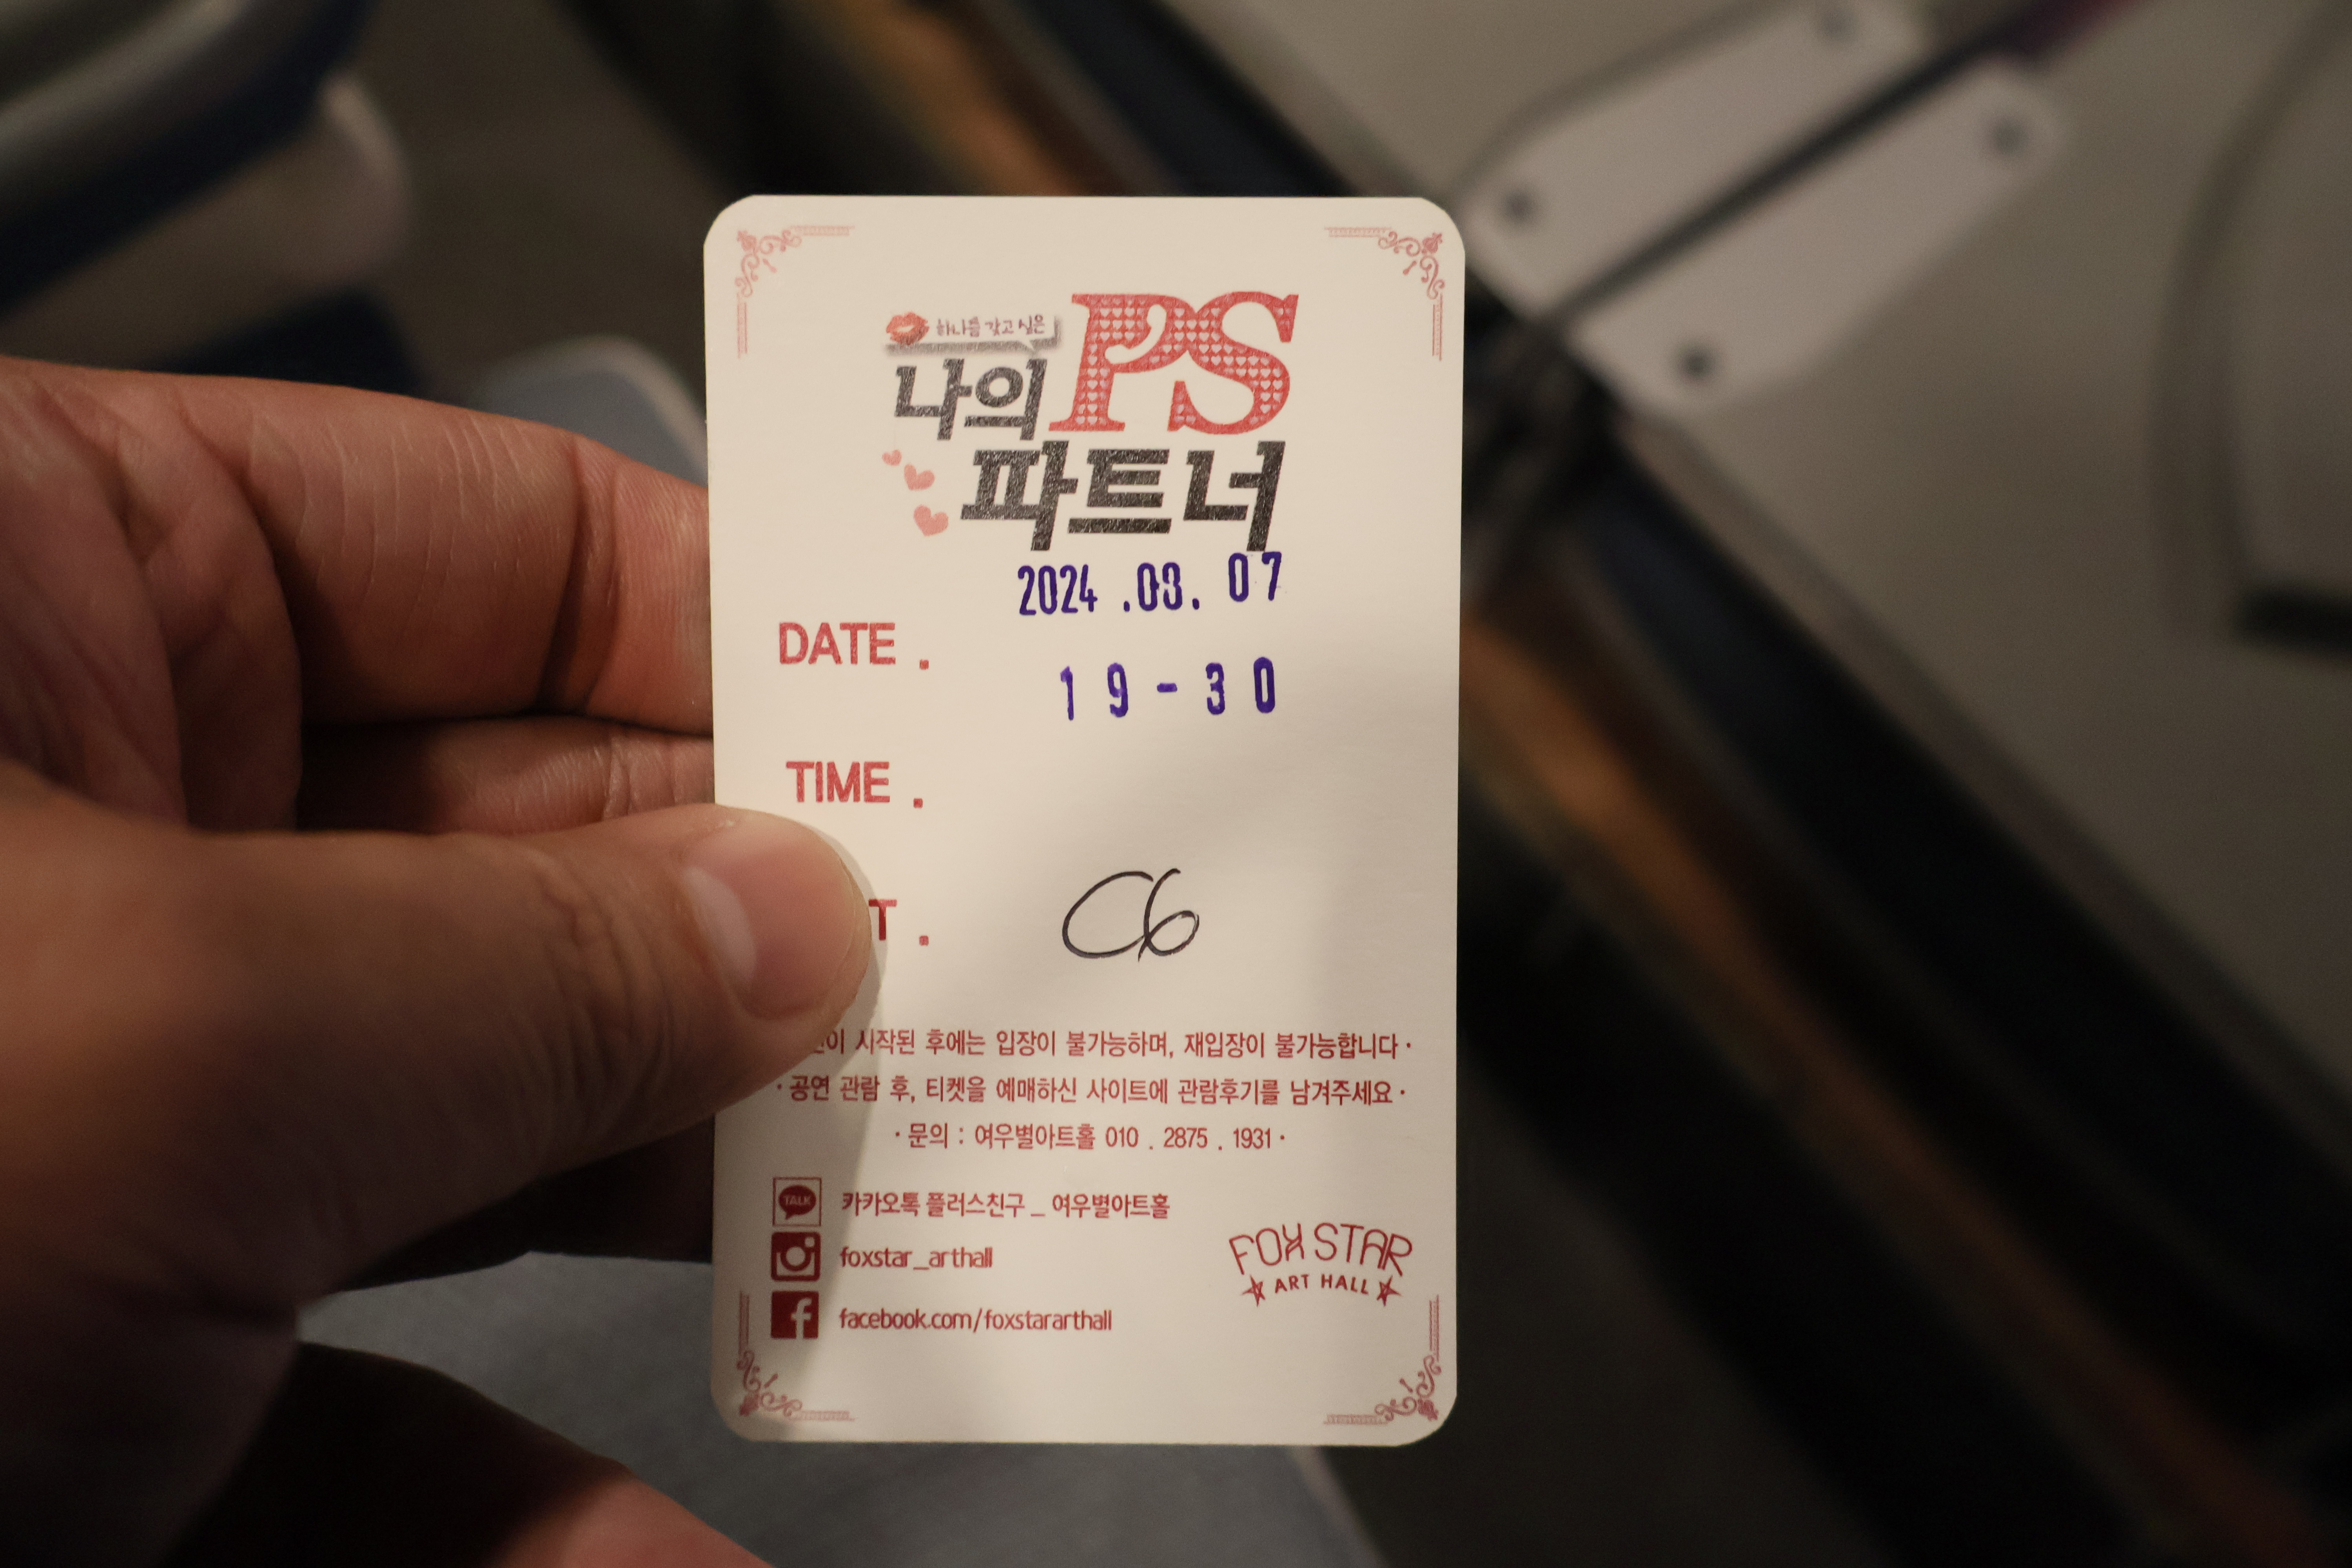 하나를 갖고 싶은
나의 PS
파트너
2024 .03. 07
DATE .
19-30
TIME .
T . C6
시작된 후에는 입장이 불가능하며, 재입장이 불가능합니다 ·
· 공연 관람 후, 티켓을 예매하신 사이트에 관람후기를 남겨주세요 ·
· 문의 : 여우별아트홀 010 . 2875 . 1931 ·
TALK 카카오톡 플러스친구 _ 여우별아트홀
foxstar_arthall
facebook.com/foxstararthall
FOX STAR
ART HALL